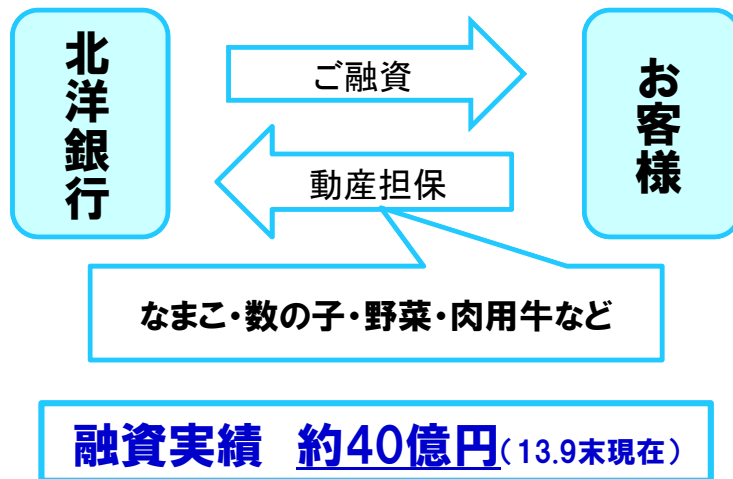 北洋銀行
ご融資
お客様
動産担保
なまこ・数の子・野菜・肉用牛など
融資実績 約40億円(13.9末現在)